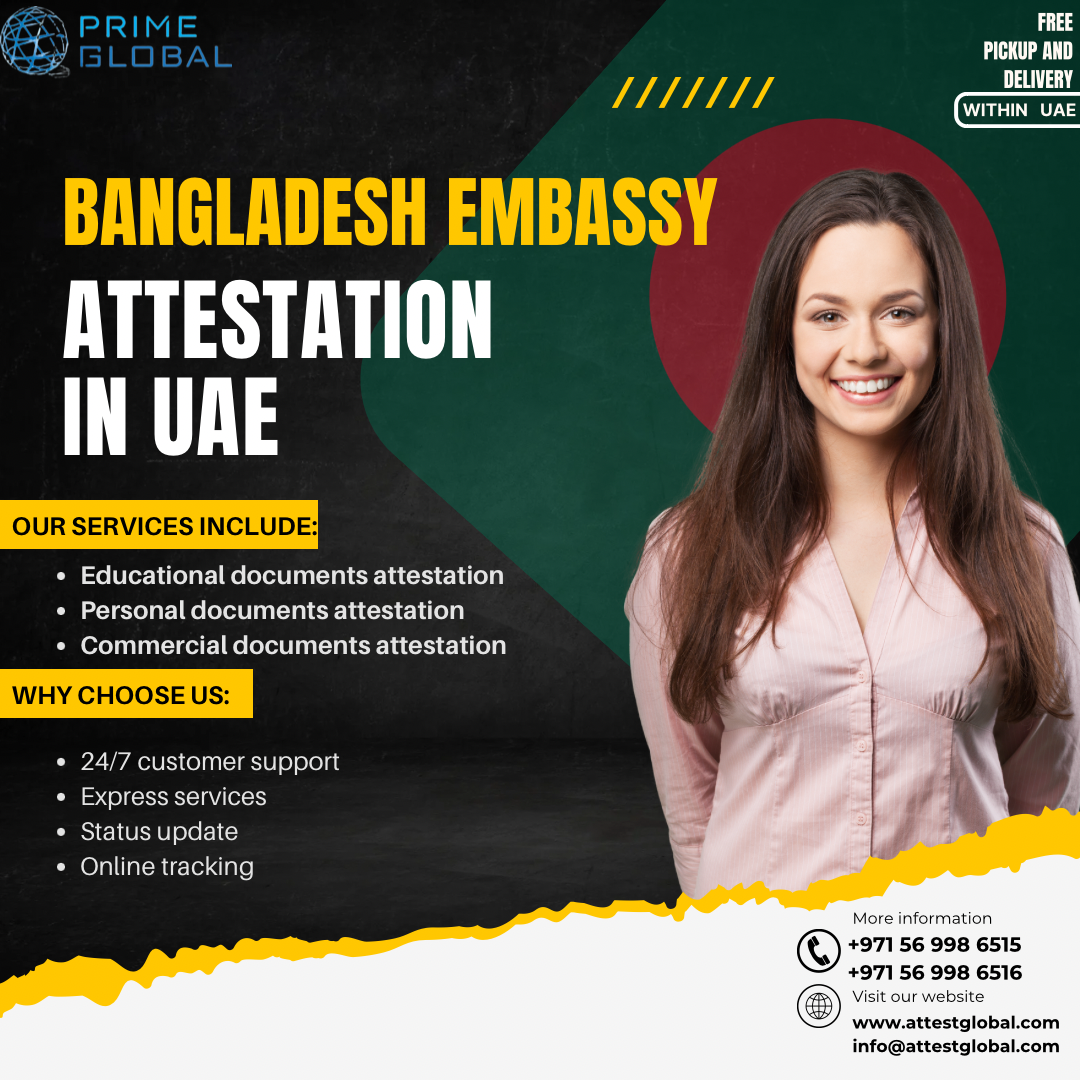 PRIME
GLOBAL
FREE
PICKUP AND
DELIVERY
WITHIN UAE
BANGLADESH EMBASSY
ATTESTATION
IN UAE
OUR SERVICES INCLUDE:
• Educational documents attestation
• Personal documents attestation
• Commercial documents attestation
WHY CHOOSE US:
• 24/7 customer support
• Express services
• Status update
• Online tracking
More information
+971 56 998 6515
+971 56 998 6516
Visit our website
www.attestglobal.com
info@attestglobal.com